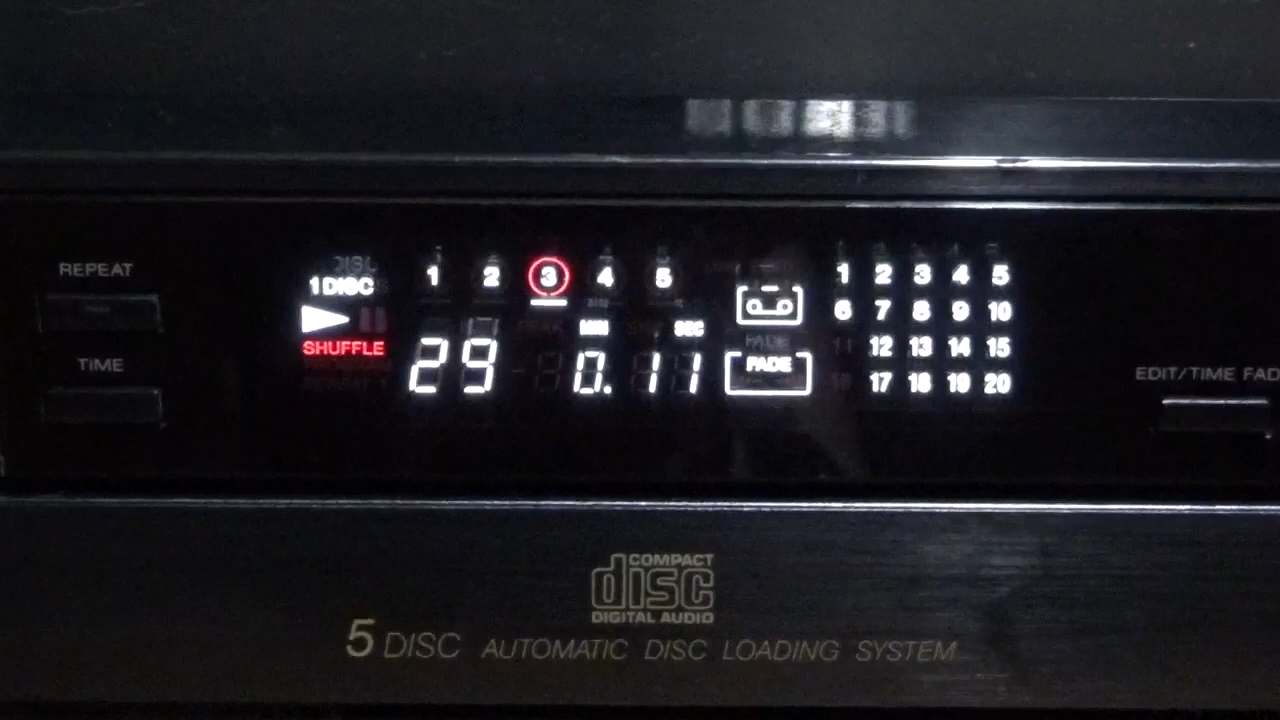 REPEAT
TIME
1 DISC
1 2 3 4 5
SHUFFLE
MIN SEC
29 0. 11
FADE
1 2 3 4 5
6 7 8 9 10
12 13 14 15
17 18 19 20
EDIT/TIME FAD
COMPACT
disc
DIGITAL AUDIO
5 DISC AUTOMATIC DISC LOADING SYSTEM